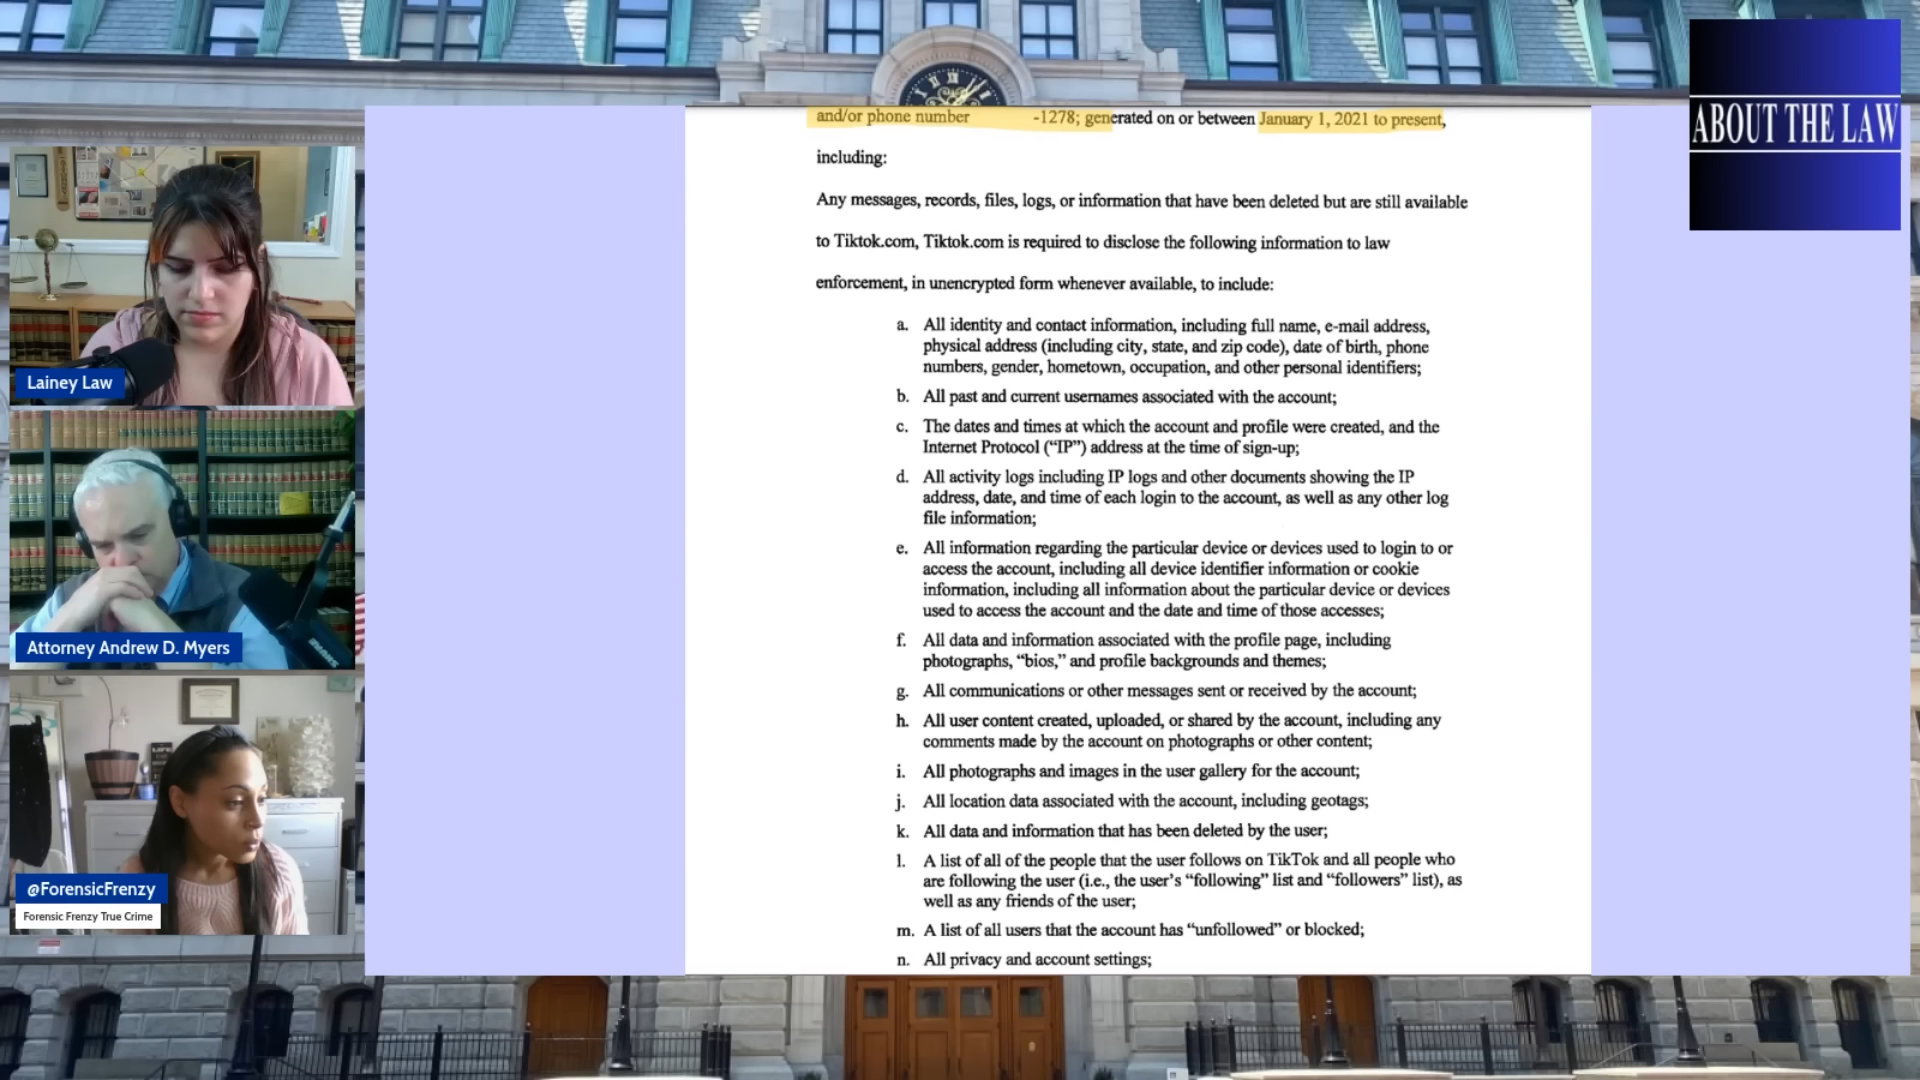 ABOUT THE LAW
and/or phone number -1278; generated on or between January 1, 2021 to present,
including:
Any messages, records, files, logs, or information that have been deleted but are still available
to Tiktok.com, Tiktok.com is required to disclose the following information to law
enforcement, in unencrypted form whenever available, to include:
a. All identity and contact information, including full name, e-mail address,
physical address (including city, state, and zip code), date of birth, phone
numbers, gender, hometown, occupation, and other personal identifiers;
b. All past and current usernames associated with the account;
c. The dates and times at which the account and profile were created, and the
Internet Protocol (“IP”) address at the time of sign-up;
d. All activity logs including IP logs and other documents showing the IP
address, date, and time of each login to the account, as well as any other log
file information;
e. All information regarding the particular device or devices used to login to or
access the account, including all device identifier information or cookie
information, including all information about the particular device or devices
used to access the account and the date and time of those accesses;
f. All data and information associated with the profile page, including
photographs, “bios,” and profile backgrounds and themes;
g. All communications or other messages sent or received by the account;
h. All user content created, uploaded, or shared by the account, including any
comments made by the account on photographs or other content;
i. All photographs and images in the user gallery for the account;
j. All location data associated with the account, including geotags;
k. All data and information that has been deleted by the user;
l. A list of all of the people that the user follows on TikTok and all people who
are following the user (i.e., the user’s “following” list and “followers” list), as
well as any friends of the user;
m. A list of all users that the account has “unfollowed” or blocked;
n. All privacy and account settings;
Lainey Law
Attorney Andrew D. Myers
@ForensicFrenzy
Forensic Frenzy True Crime